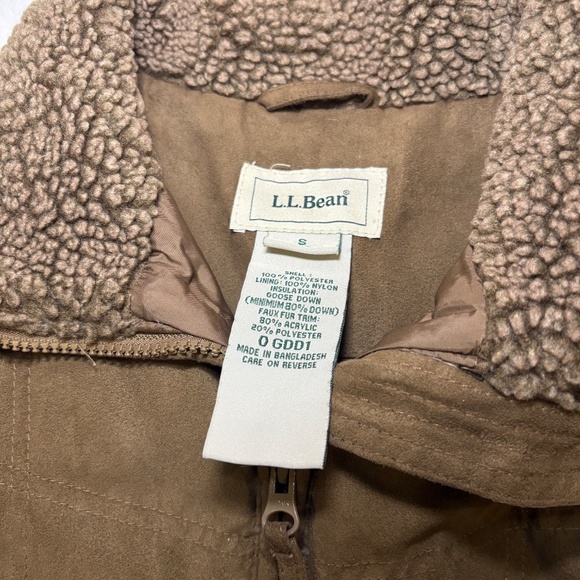 L.L.Bean®
S
SHELL:
100% POLYESTER
LINING: 100% NYLON
INSULATION:
GOOSE DOWN
(MINIMUM 80% DOWN)
FAUX FUR TRIM:
80% ACRYLIC
20% POLYESTER
0 GDD1
MADE IN BANGLADESH
CARE ON REVERSE